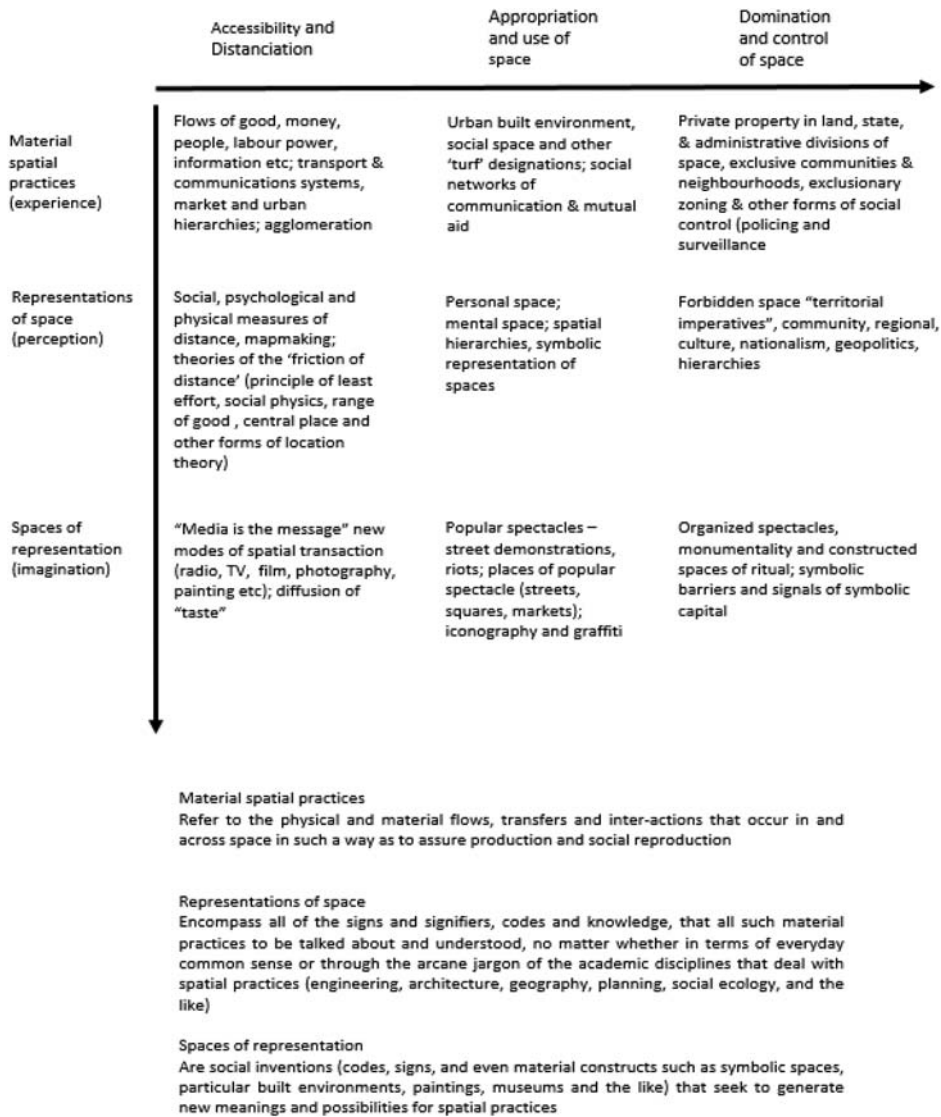 Accessibility and
Distanciation
Appropriation
and use of
space
Domination
and control
of space
Material
spatial
practices
(experience)
Flows of good, money,
people, labour power,
information etc; transport &
communications systems,
market and urban
hierarchies; agglomeration
Urban built environment,
social space and other
‘turf’ designations; social
networks of
communication & mutual
aid
Private property in land, state,
& administrative divisions of
space, exclusive communities &
neighbourhoods, exclusionary
zoning & other forms of social
control (policing and
surveillance
Representations
of space
(perception)
Social, psychological and
physical measures of
distance, mapmaking;
theories of the ‘friction of
distance’ (principle of least
effort, social physics, range
of good , central place and
other forms of location
theory)
Personal space;
mental space; spatial
hierarchies, symbolic
representation of
spaces
Forbidden space “territorial
imperatives”, community, regional,
culture, nationalism, geopolitics,
hierarchies
Spaces of
representation
(imagination)
“Media is the message” new
modes of spatial transaction
(radio, TV, film, photography,
painting etc); diffusion of
“taste”
Popular spectacles –
street demonstrations,
riots; places of popular
spectacle (streets,
squares, markets);
iconography and graffiti
Organized spectacles,
monumentality and constructed
spaces of ritual; symbolic
barriers and signals of symbolic
capital
Material spatial practices
Refer to the physical and material flows, transfers and inter-actions that occur in and
across space in such a way as to assure production and social reproduction
Representations of space
Encompass all of the signs and signifiers, codes and knowledge, that all such material
practices to be talked about and understood, no matter whether in terms of everyday
common sense or through the arcane jargon of the academic disciplines that deal with
spatial practices (engineering, architecture, geography, planning, social ecology, and the
like)
Spaces of representation
Are social inventions (codes, signs, and even material constructs such as symbolic spaces,
particular built environments, paintings, museums and the like) that seek to generate
new meanings and possibilities for spatial practices